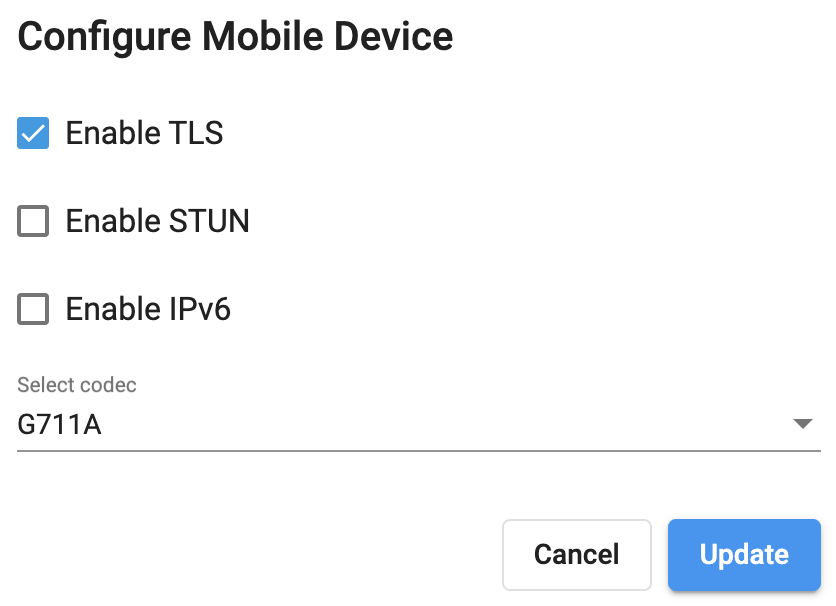 Configure Mobile Device
Enable TLS
Enable STUN
Enable IPv6
Select codec
G711A
Cancel
Update